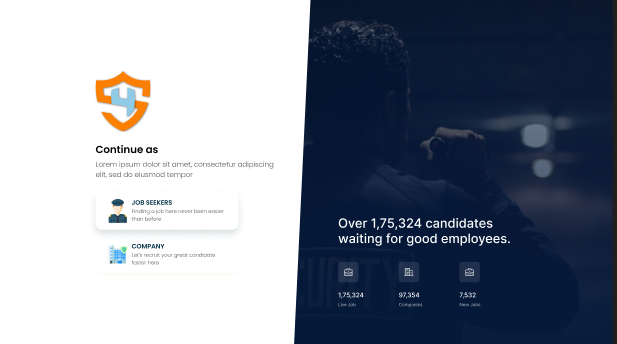 S4
Continue as
Lorem ipsum dolor sit amet, consectetur adipiscing
elit, sed do eiusmod tempor
JOB SEEKERS
Finding a job here never been easier
than before
COMPANY
Let's recruit your great candidate
faster here
Over 1,75,324 candidates
waiting for good employees.
1,75,324
Live Job
97,354
Companies
7,532
New Jobs